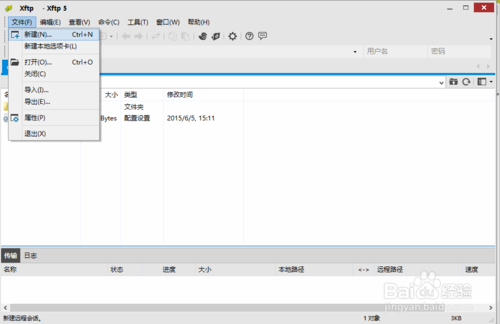 Xftp - Xftp 5
文件(F) 编辑(E) 查看(V) 命令(C) 工具(T) 窗口(W) 帮助(H)
新建(N)... Ctrl+N
新建本地选项卡(L)
用户名 密码
打开(O)... Ctrl+O
关闭(C)
导入(I)...
大小 类型 修改时间
导出(E)...
文件夹
属性(P)
Bytes 配置设置 2015/6/5, 15:11
退出(X)
传输 日志
名称 状态 进度 大小 本地路径 <-> 远程路径 速度
Baidu 经验
jingyan.baidu
新建远程会话。 1 对象 3KB